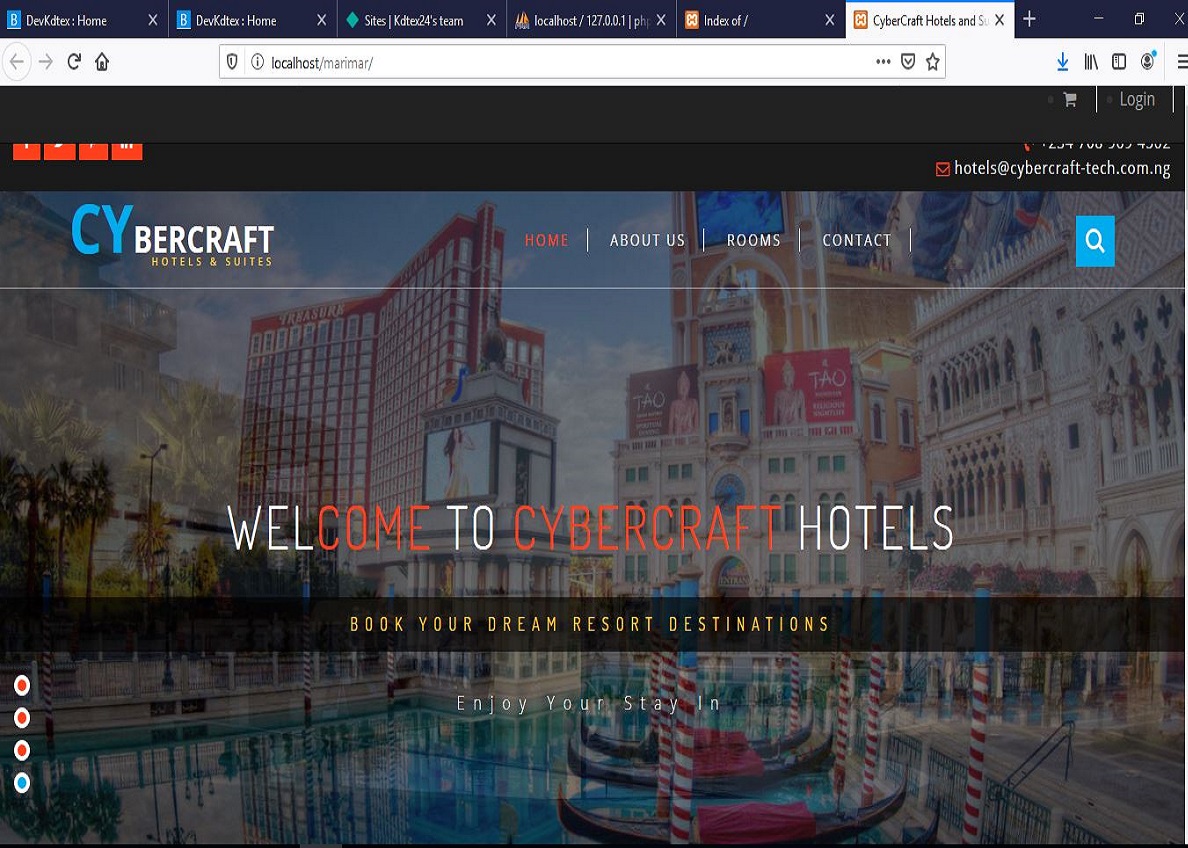 DevKdtex : Home
DevKdtex : Home
Sites | Kdtex24's team
localhost / 127.0.0.1 | ph
Index of /
CyberCraft Hotels and Su
localhost/marimar/
Login
hotels@cybercraft-tech.com.ng
CYBERCRAFT
HOTELS & SUITES
HOME
ABOUT US
ROOMS
CONTACT
TREASURE
TAO
TAO
WELCOME TO CYBERCRAFT HOTELS
BOOK YOUR DREAM RESORT DESTINATIONS
Enjoy Your Stay In